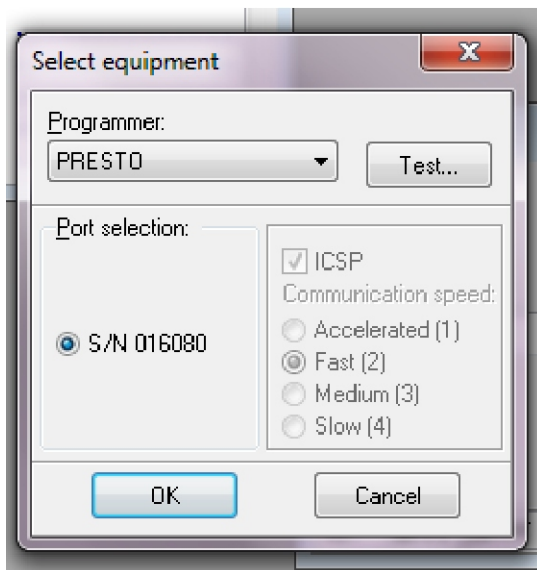 Select equipment
Programmer:
PRESTO
Test...
Port selection:
S/N 016080
ICSP
Communication speed:
Accelerated (1)
Fast (2)
Medium (3)
Slow (4)
OK
Cancel